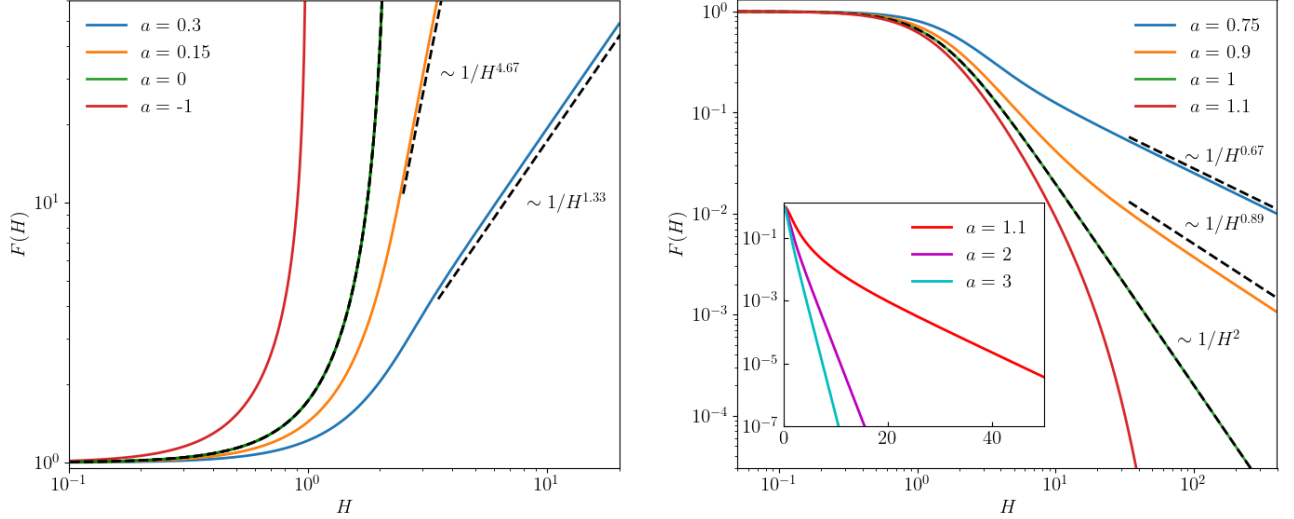 a = 0.3
a = 0.15
a = 0
a = -1
~ 1/H^4.67
~ 1/H^1.33
F(H)
10^1
10^0
10^-1
10^0
10^1
H
a = 0.75
a = 0.9
a = 1
a = 1.1
~ 1/H^0.67
~ 1/H^0.89
~ 1/H^2
F(H)
10^0
10^-1
10^-2
10^-3
10^-4
10^-1
10^0
10^1
10^2
H
a = 1.1
a = 2
a = 3
10^-1
10^-3
10^-5
10^-7
0
20
40